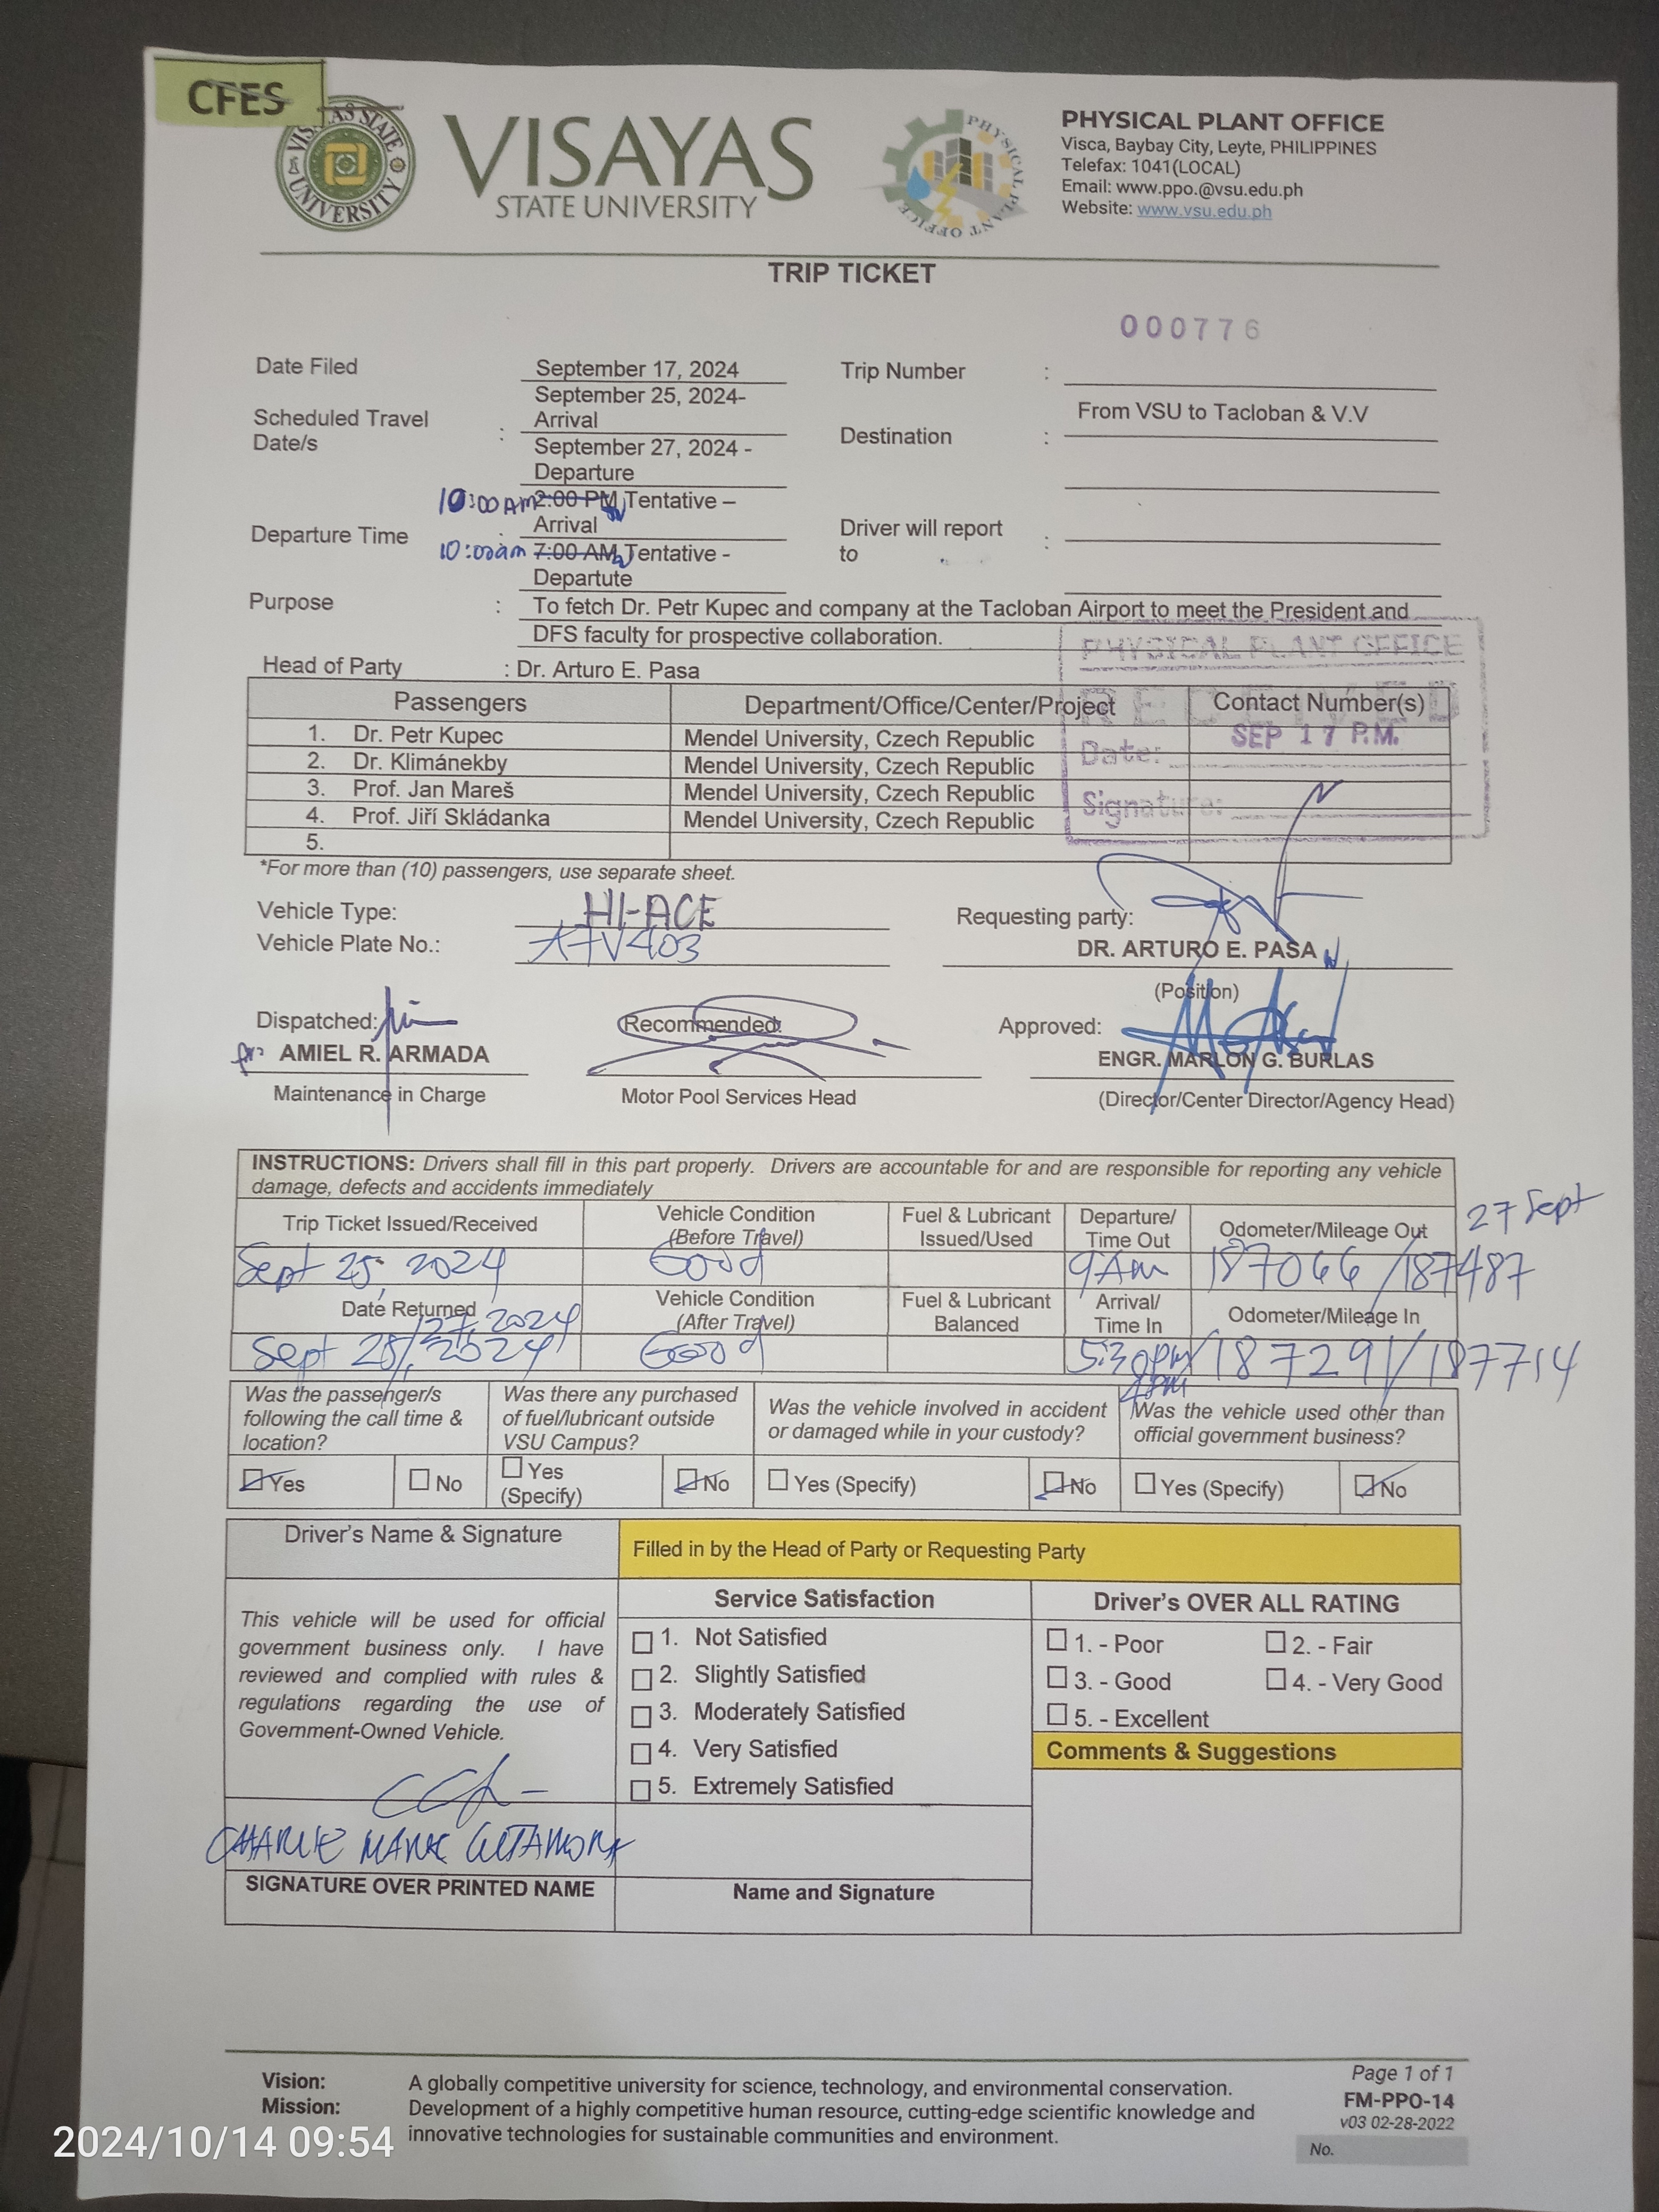 CFES
VISAYAS STATE UNIVERSITY
VISAYAS
STATE UNIVERSITY
PHYSICAL PLANT OFFICE
PHYSICAL PLANT OFFICE
Visca, Baybay City, Leyte, PHILIPPINES
Telefax: 1041(LOCAL)
Email: www.ppo.@vsu.edu.ph
Website: www.vsu.edu.ph
TRIP TICKET
000776
Date Filed September 17, 2024 Trip Number :
Scheduled Travel Date/s : September 25, 2024-
Arrival
September 27, 2024 -
Departure
Destination : From VSU to Tacloban & V.V
Departure Time : 10:00 AM 2:00 PM Tentative –
Arrival
10:00am 7:00 AM Tentative -
Departute
Driver will report to :
Purpose : To fetch Dr. Petr Kupec and company at the Tacloban Airport to meet the President and
DFS faculty for prospective collaboration.
PHYSICAL PLANT OFFICE
RECEIVED
Date: SEP 17 P.M.
Signature:
Head of Party : Dr. Arturo E. Pasa
Passengers Department/Office/Center/Project Contact Number(s)
1. Dr. Petr Kupec Mendel University, Czech Republic
2. Dr. Klimánekby Mendel University, Czech Republic
3. Prof. Jan Mareš Mendel University, Czech Republic
4. Prof. Jiří Skládanka Mendel University, Czech Republic
5.
*For more than (10) passengers, use separate sheet.
Vehicle Type: HI-ACE Requesting party:
Vehicle Plate No.: DR. ARTURO E. PASA
(Position)
Dispatched: Recommended: Approved:
AMIEL R. ARMADA ENGR. MARLON G. BURLAS
Maintenance in Charge Motor Pool Services Head (Director/Center Director/Agency Head)
INSTRUCTIONS: Drivers shall fill in this part properly. Drivers are accountable for and are responsible for reporting any vehicle
damage, defects and accidents immediately
27 Sept
Trip Ticket Issued/Received Vehicle Condition (Before Travel) Fuel & Lubricant Issued/Used Departure/ Time Out Odometer/Mileage Out
Sept 25, 2024 Good 9AM 187066 /187487
Date Returned Vehicle Condition (After Travel) Fuel & Lubricant Balanced Arrival/ Time In Odometer/Mileage In
/27, 2024
Sept 25/, 2024 Good 5:30pm/ 187291/ 187714
4PM
Was the passenger/s following the call time & location? Was there any purchased of fuel/lubricant outside VSU Campus? Was the vehicle involved in accident or damaged while in your custody? Was the vehicle used other than official government business?
Yes No Yes (Specify) No Yes (Specify) No Yes (Specify) No
Driver's Name & Signature Filled in by the Head of Party or Requesting Party
Service Satisfaction Driver's OVER ALL RATING
This vehicle will be used for official
government business only. I have
reviewed and complied with rules &
regulations regarding the use of
Government-Owned Vehicle.
1. Not Satisfied
2. Slightly Satisfied
3. Moderately Satisfied
4. Very Satisfied
5. Extremely Satisfied
1. - Poor 2. - Fair
3. - Good 4. - Very Good
5. - Excellent
Comments & Suggestions
CHARLIE MARK
SIGNATURE OVER PRINTED NAME Name and Signature
Vision: A globally competitive university for science, technology, and environmental conservation.
Mission: Development of a highly competitive human resource, cutting-edge scientific knowledge and
innovative technologies for sustainable communities and environment.
Page 1 of 1
FM-PPO-14
v03 02-28-2022
No.
2024/10/14 09:54